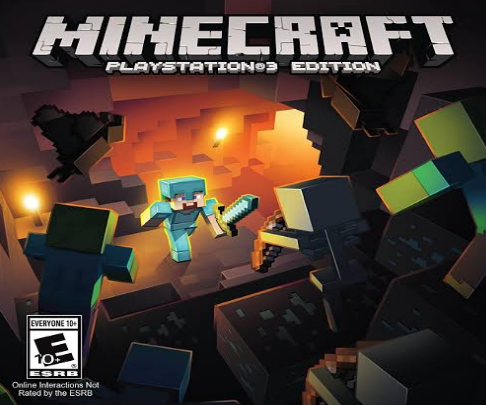 MINECRAFT
PLAYSTATION®3 EDITION
EVERYONE 10+
E
10+
ESRB
Online Interactions Not
Rated by the ESRB